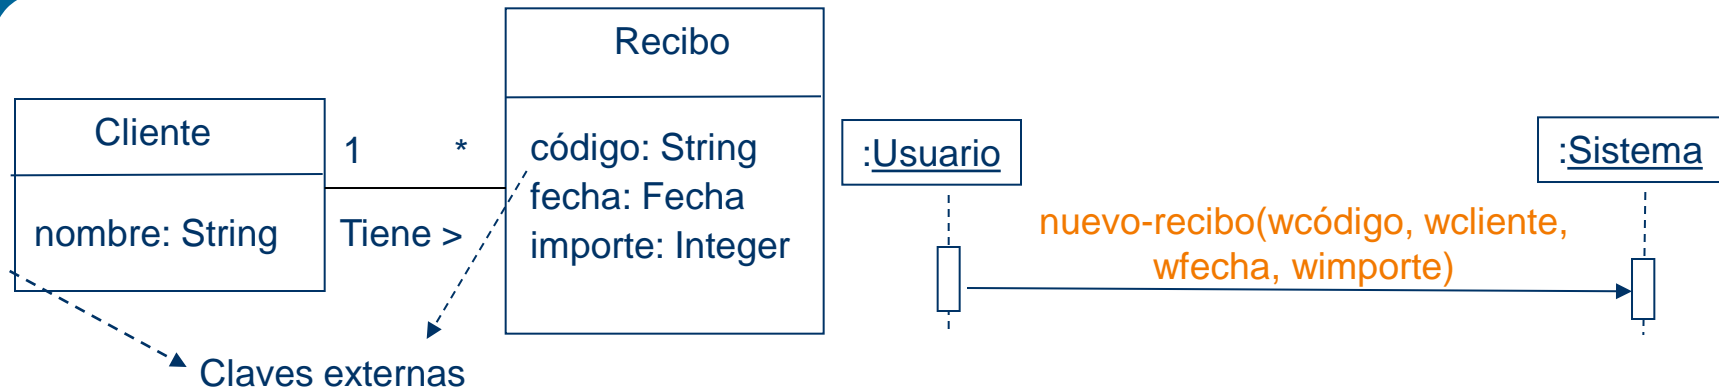 Cliente
nombre: String
1
*
Tiene >
Recibo
código: String
fecha: Fecha
importe: Integer
Claves externas
:Usuario
:Sistema
nuevo-recibo(wcódigo, wcliente,
wfecha, wimporte)